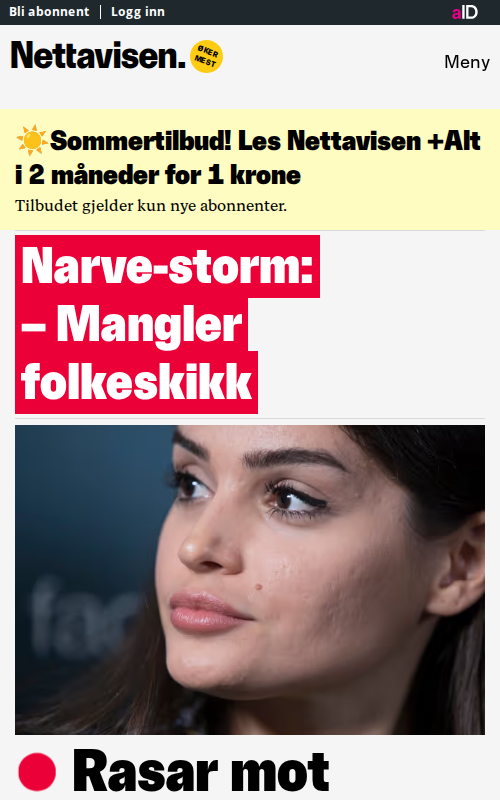 Bli abonnent | Logg inn
aID
Nettavisen.
ØKER
MEST
Meny
☀️Sommertilbud! Les Nettavisen +Alt
i 2 måneder for 1 krone
Tilbudet gjelder kun nye abonnenter.
Narve-storm:
– Mangler
folkeskikk
fac
Rasar mot